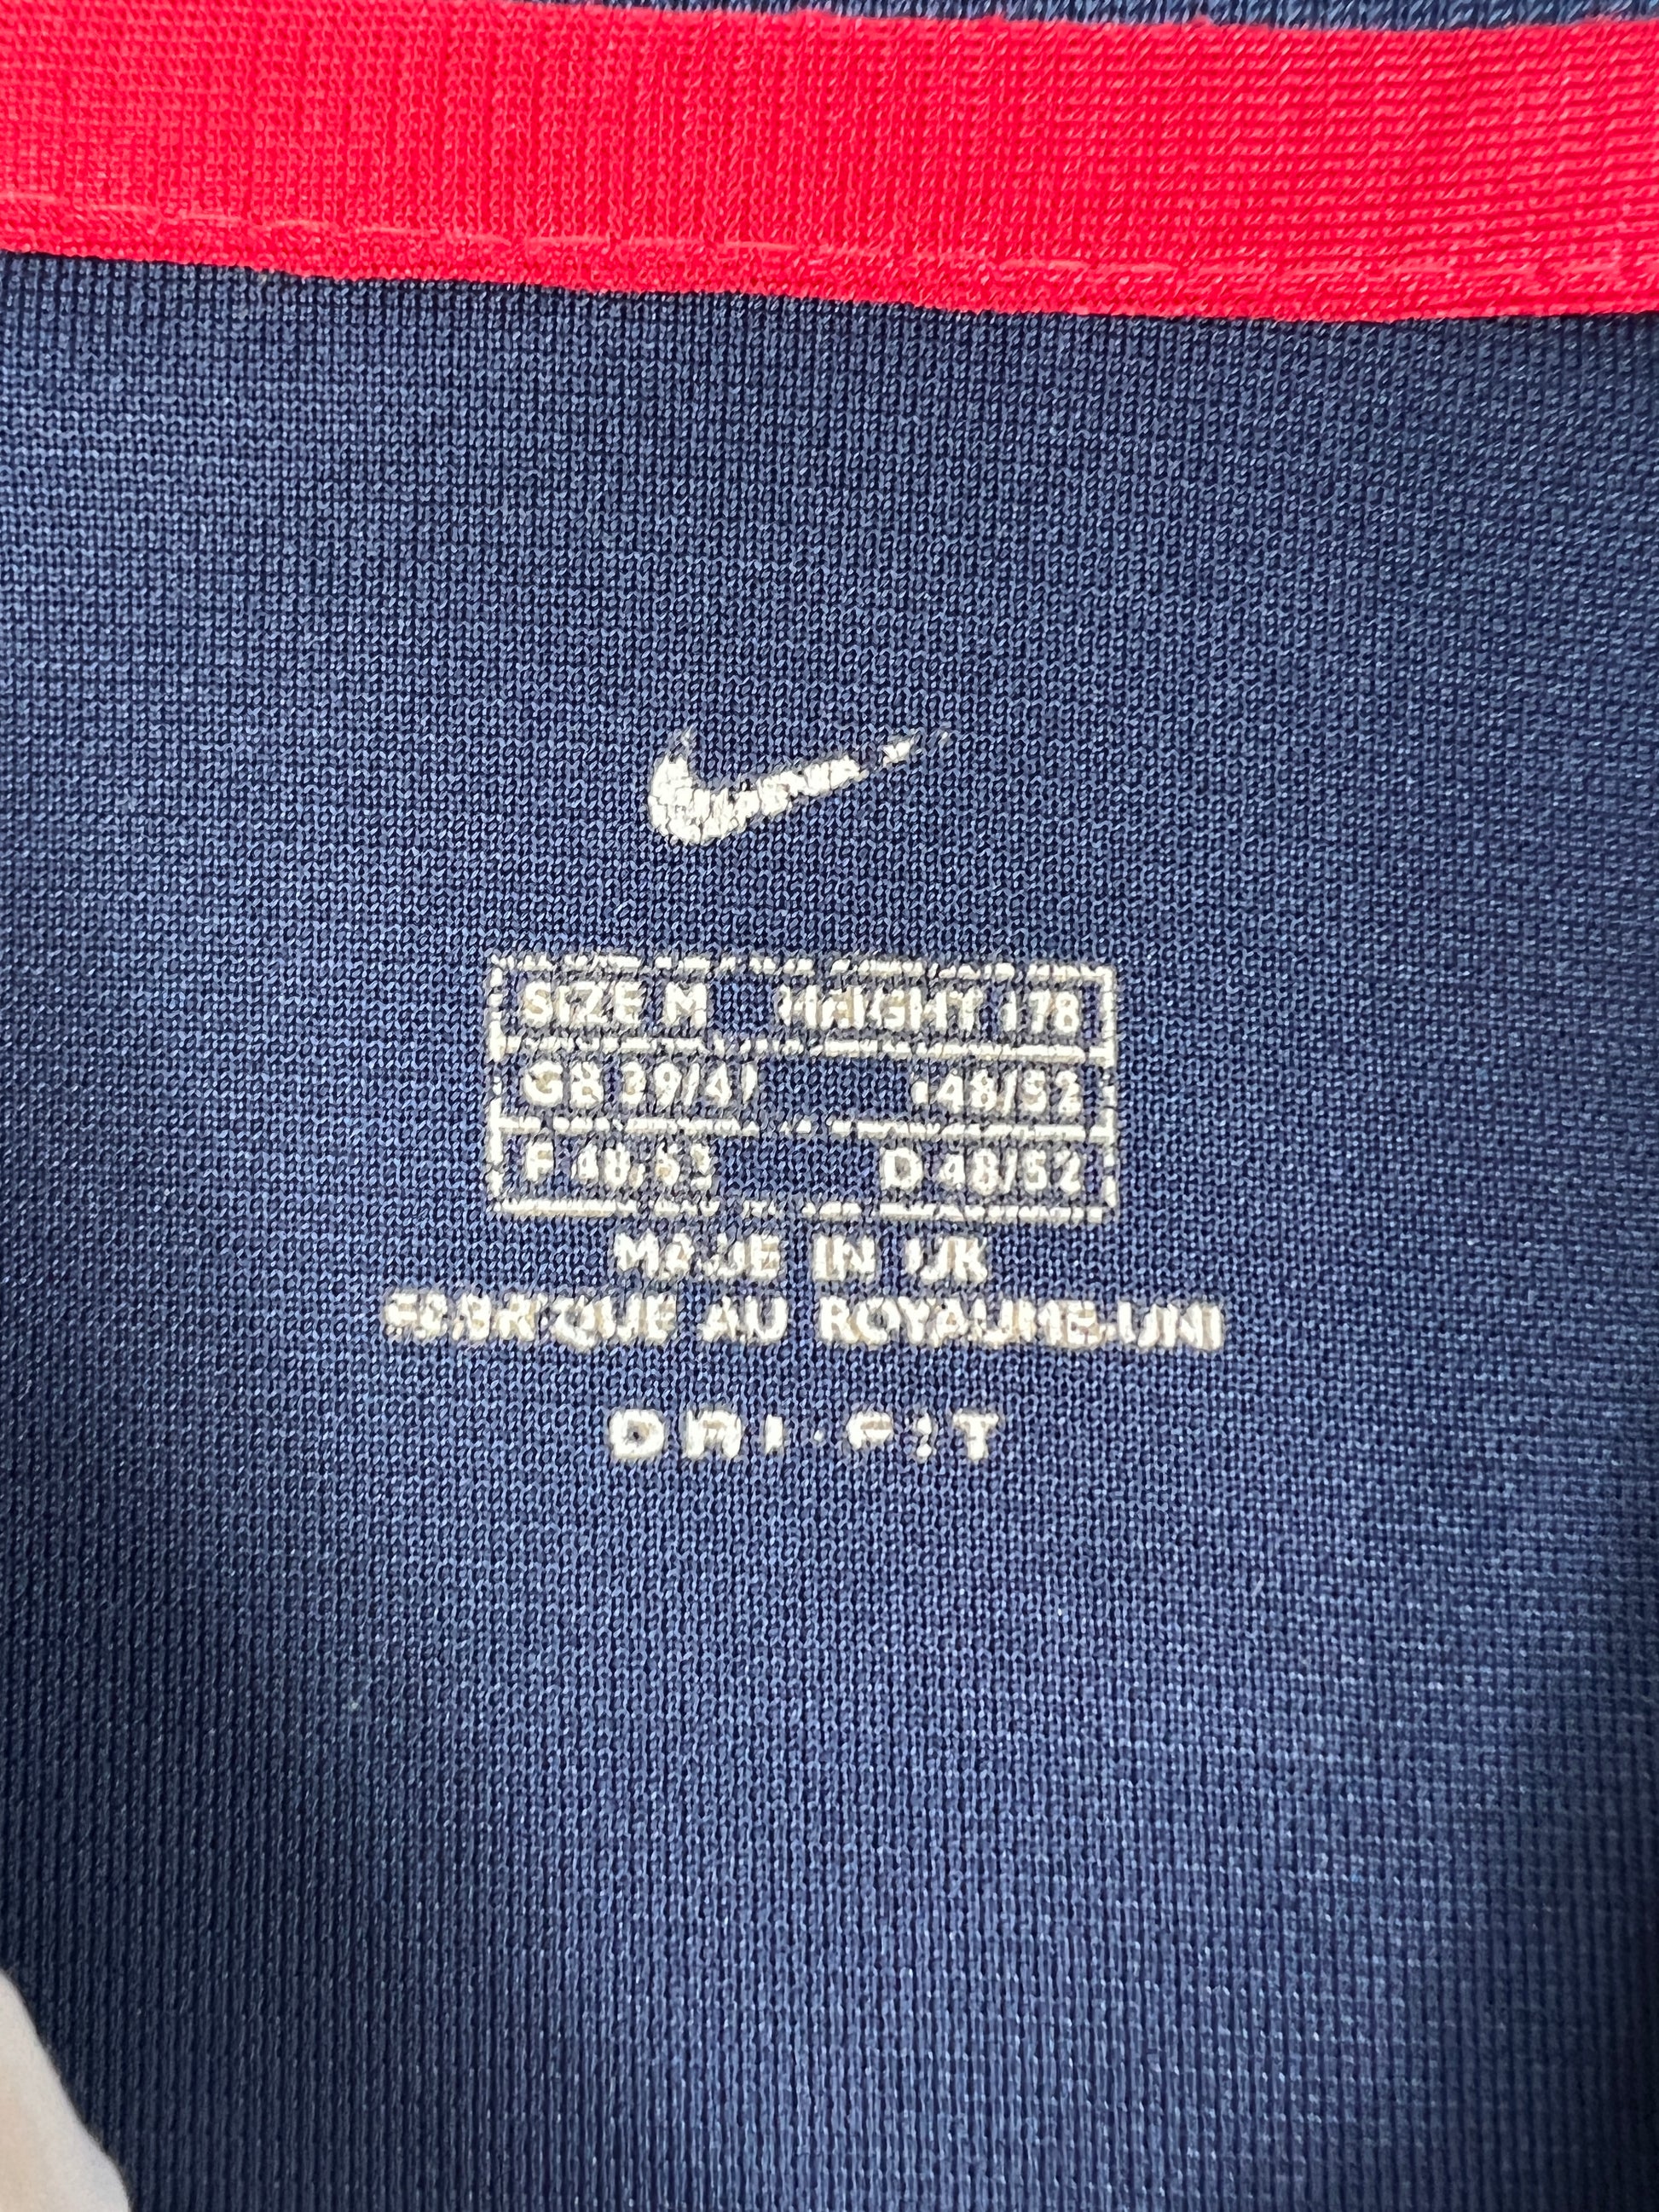 SIZE M HEIGHT 178
GB 39/41 I 48/52
F 48/52 D 48/52
MADE IN UK
FABRIQUE AU ROYAUME-UNI
DRI-FIT